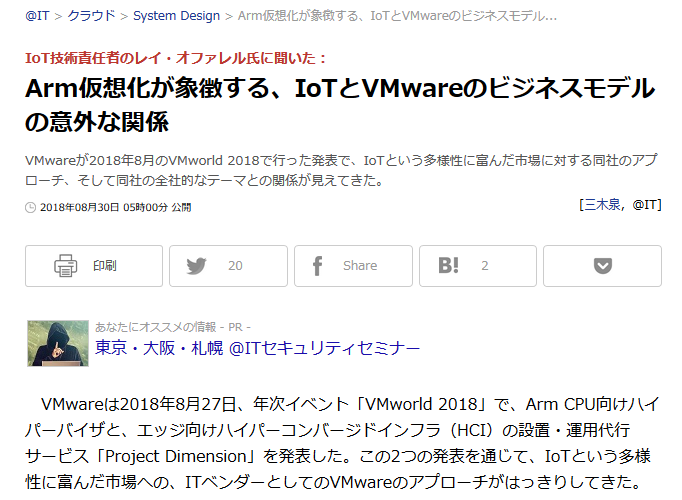 @IT > クラウド > System Design > Arm仮想化が象徴する、IoTとVMwareのビジネスモデル...
IoT技術責任者のレイ・オファレル氏に聞いた：
Arm仮想化が象徴する、IoTとVMwareのビジネスモデル
の意外な関係
VMwareが2018年8月のVMworld 2018で行った発表で、IoTという多様性に富んだ市場に対する同社のアプ
ローチ、そして同社の全社的なテーマとの関係が見えてきた。
2018年08月30日 05時00分 公開
[三木泉，@IT]
印刷
20
Share
B! 2
あなたにオススメの情報 - PR -
東京・大阪・札幌 @ITセキュリティセミナー
VMwareは2018年8月27日、年次イベント「VMworld 2018」で、Arm CPU向けハイ
パーバイザと、エッジ向けハイパーコンバージドインフラ（HCI）の設置・運用代行
サービス「Project Dimension」を発表した。この2つの発表を通じて、IoTという多様
性に富んだ市場への、ITベンダーとしてのVMwareのアプローチがはっきりしてきた。